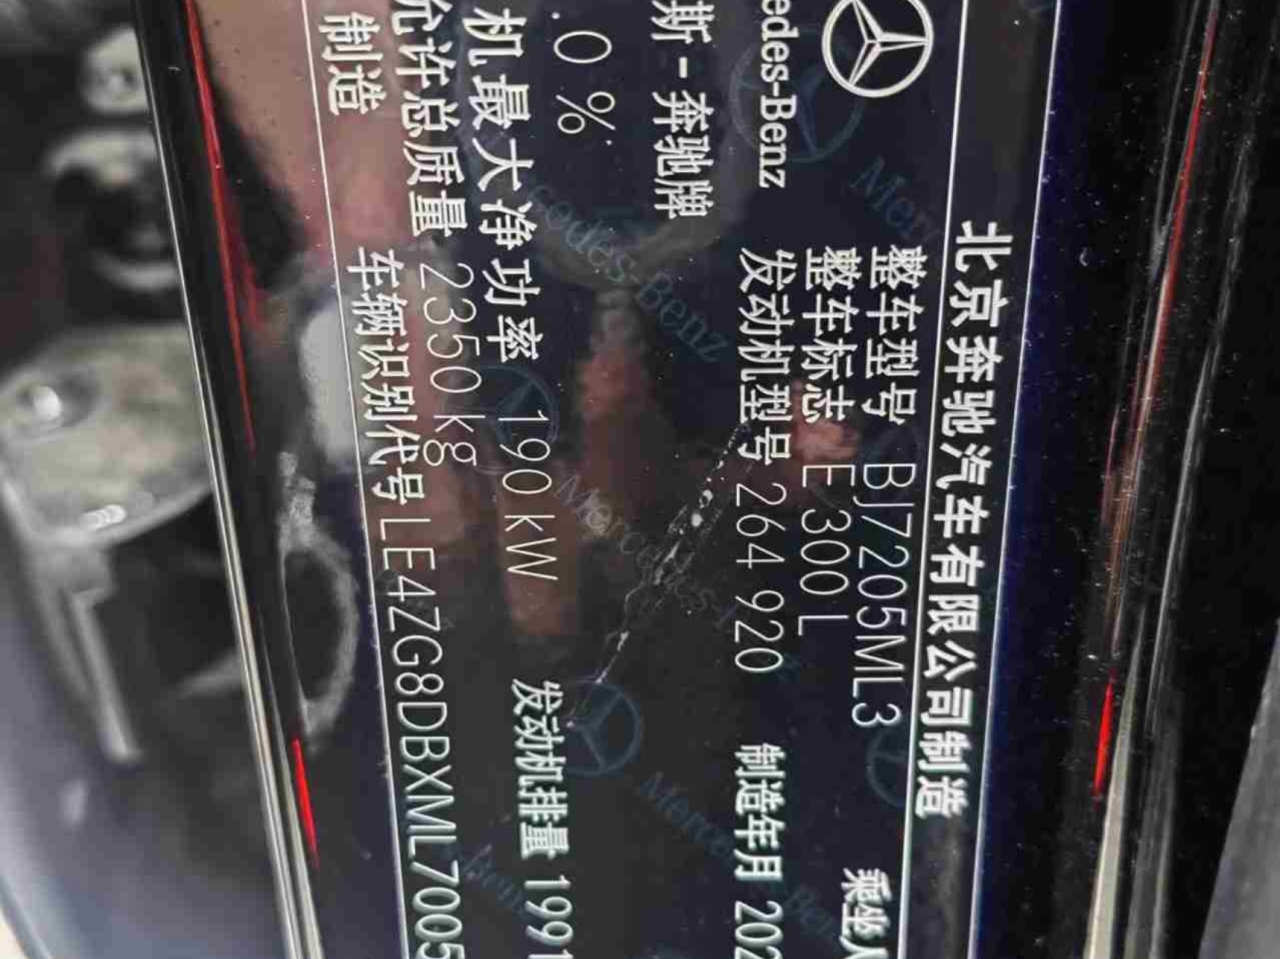 北京奔驰汽车有限公司制造
edes-Benz
整车型号 BJ7205ML3
乘坐人
整车标志 E 300 L
斯-奔驰牌
发动机型号 264 920
制造年月 202
.0 %
机最大净功率 190 kW
发动机排量 1991
允许总质量 2350 kg
制造
车辆识别代号 LE4ZG8DBXML7005